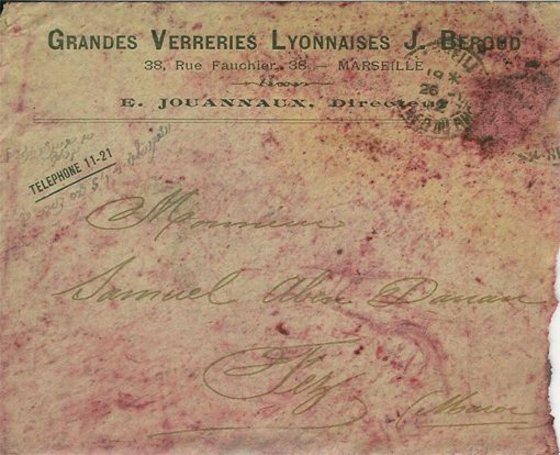 GRANDES VERRERIES LYONNAISES J. BEROUD
38, Rue Fauchier, 38 — MARSEILLE
E. JOUANNAUX, Directeur
TELEPHONE 11-21
Monsieur
Samuel Aben Danan
Fez
(Maroc